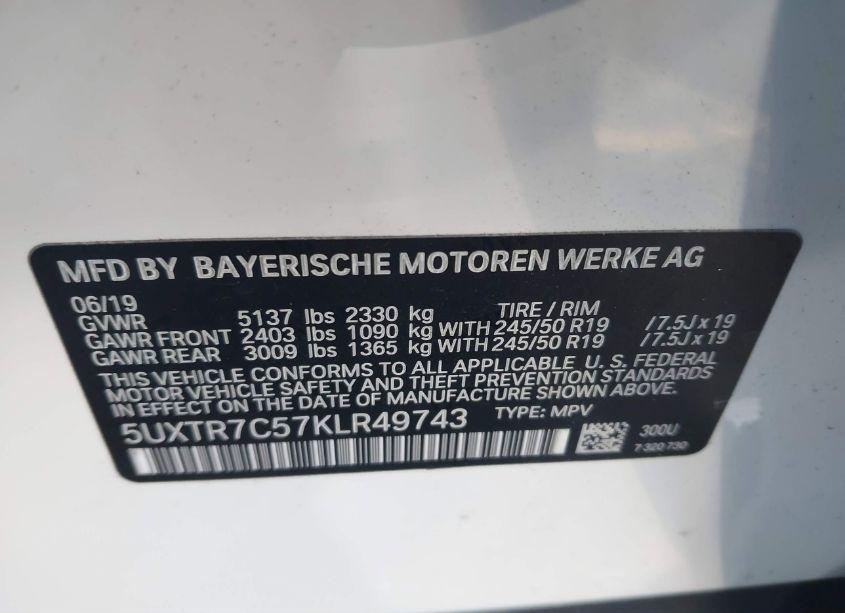 MFD BY BAYERISCHE MOTOREN WERKE AG
06/19 TIRE / RIM
GVWR 5137 lbs 2330 kg
GAWR FRONT 2403 lbs 1090 kg WITH 245/50 R19 / 7.5J x 19
GAWR REAR 3009 lbs 1365 kg WITH 245/50 R19 / 7.5J x 19
THIS VEHICLE CONFORMS TO ALL APPLICABLE U. S. FEDERAL
MOTOR VEHICLE SAFETY AND THEFT PREVENTION STANDARDS
IN EFFECT ON THE DATE OF MANUFACTURE SHOWN ABOVE.
5UXTR7C57KLR49743 TYPE: MPV
300U
7 320 730